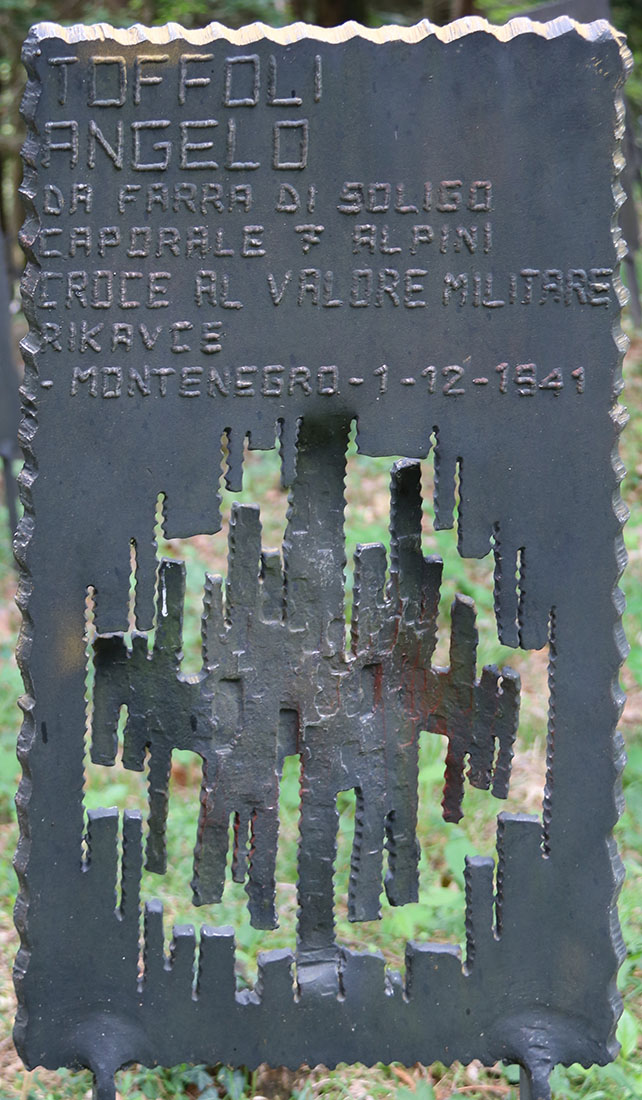 TOFFOLI
ANGELO
DA FARRA DI SOLIGO
CAPORALE 7 ALPINI
CROCE AL VALORE MILITARE
RIKAVCE
- MONTENEGRO - 1 - 12 - 1941